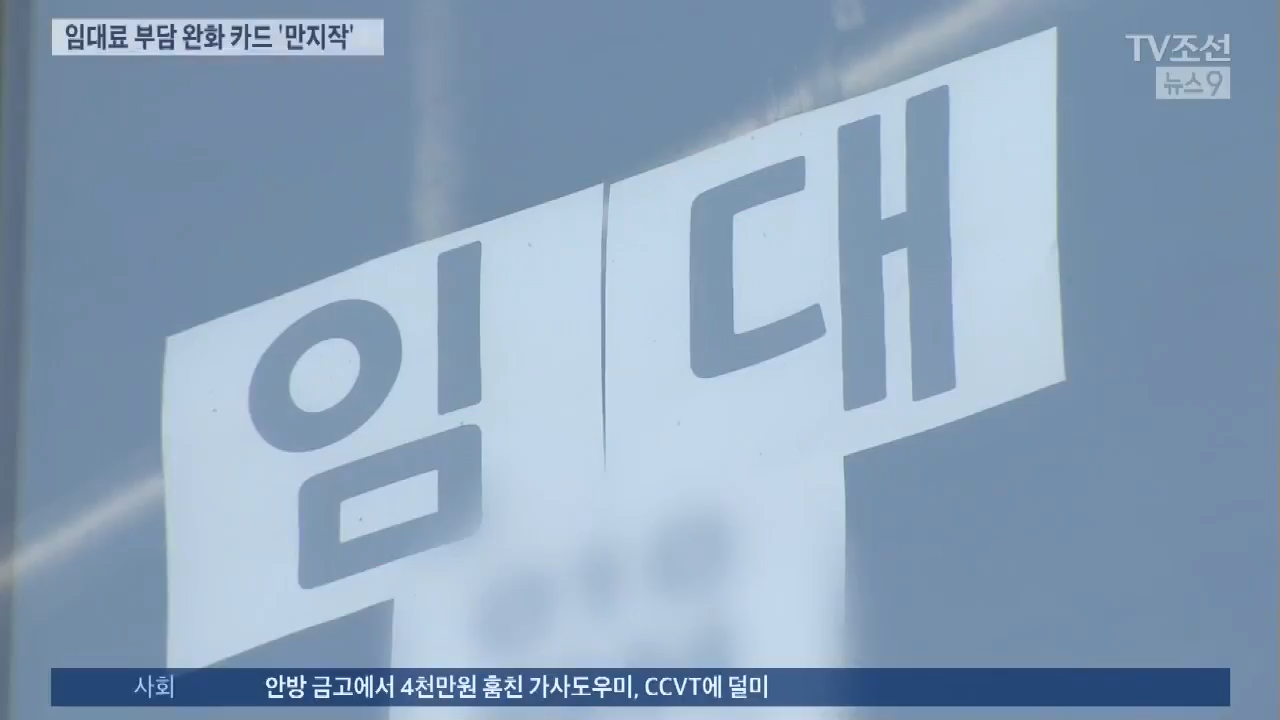 임대료 부담 완화 카드 '만지작'
TV조선
뉴스9
임대
사회 안방 금고에서 4천만원 훔친 가사도우미, CCVT에 덜미